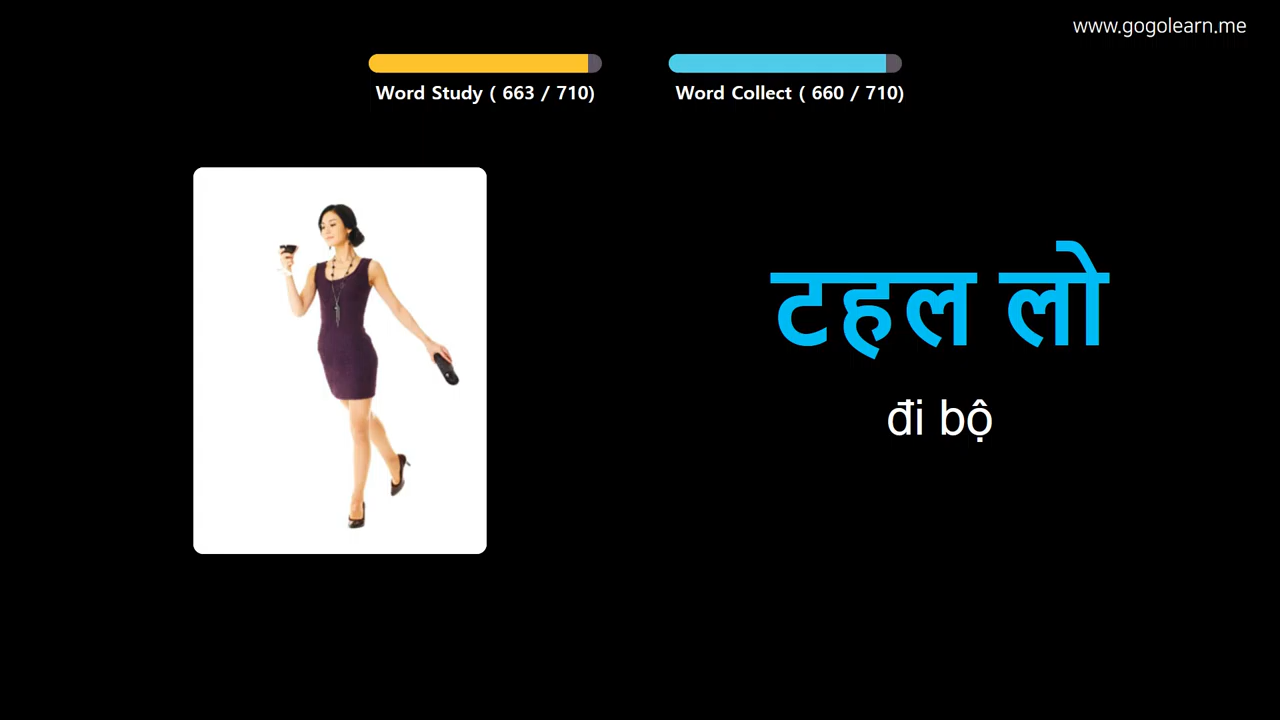 www.gogolearn.me
Word Study ( 663 / 710)
Word Collect ( 660 / 710)
टहल लो
đi bộ